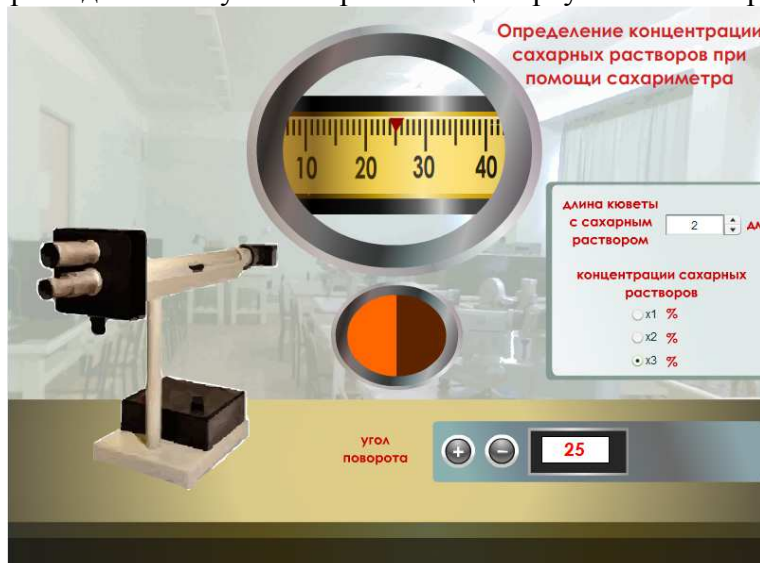 Определение концентрации
сахарных растворов при
помощи сахариметра
10 20 30 40
длина кюветы
с сахарным
раствором
2
концентрации сахарных
растворов
x1 %
x2 %
x3 %
угол
поворота
+ −
25